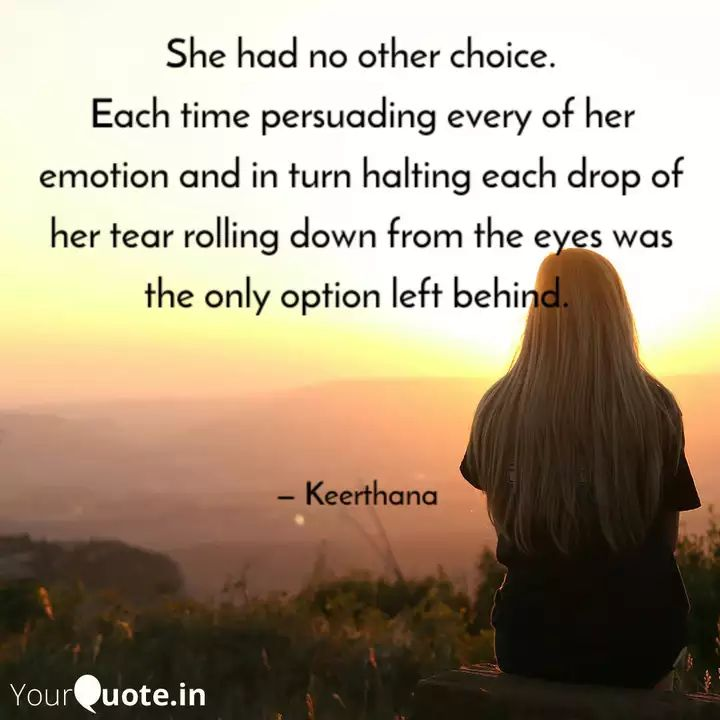 She had no other choice.
Each time persuading every of her
emotion and in turn halting each drop of
her tear rolling down from the eyes was
the only option left behind.
– Keerthana
YourQuote.in